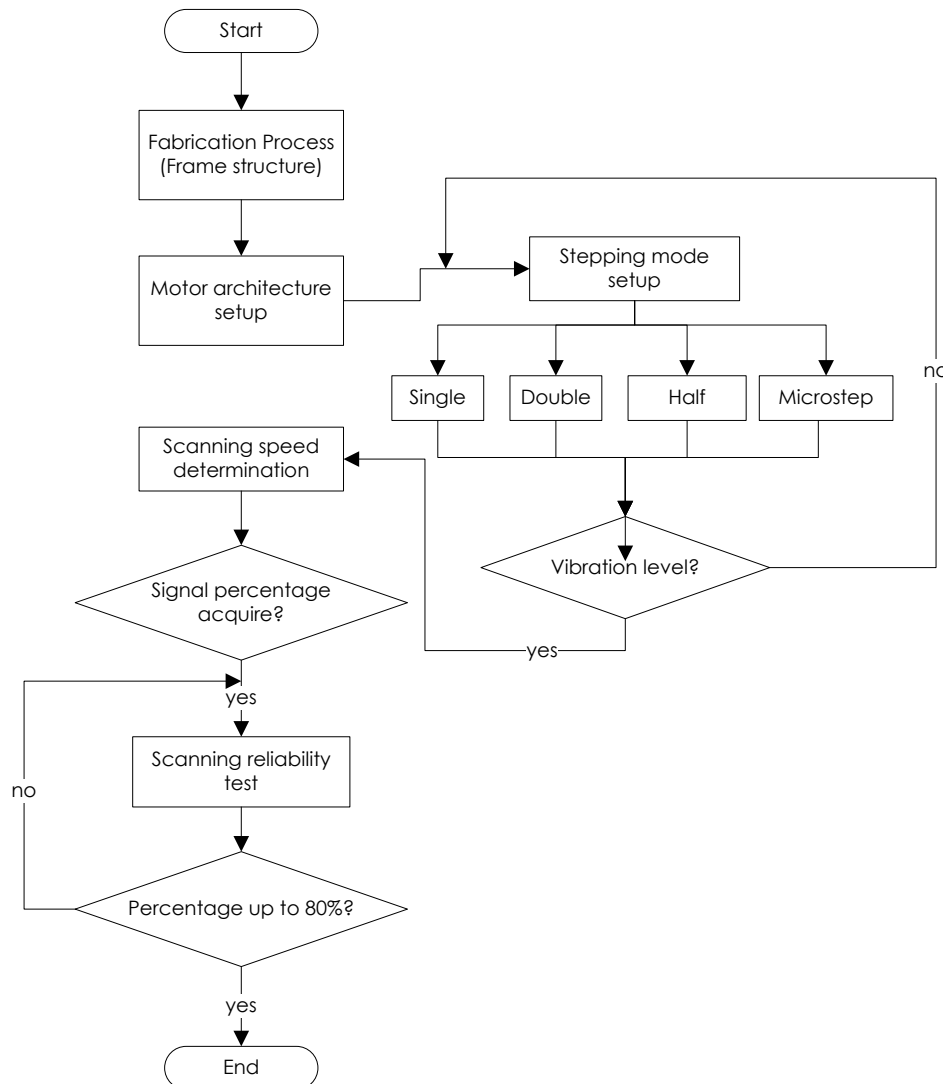 Start
Fabrication Process
(Frame structure)
Motor architecture
setup
Stepping mode
setup
no
Single
Double
Half
Microstep
Scanning speed
determination
Vibration level?
Signal percentage
acquire?
yes
yes
Scanning reliability
test
no
Percentage up to 80%?
yes
End